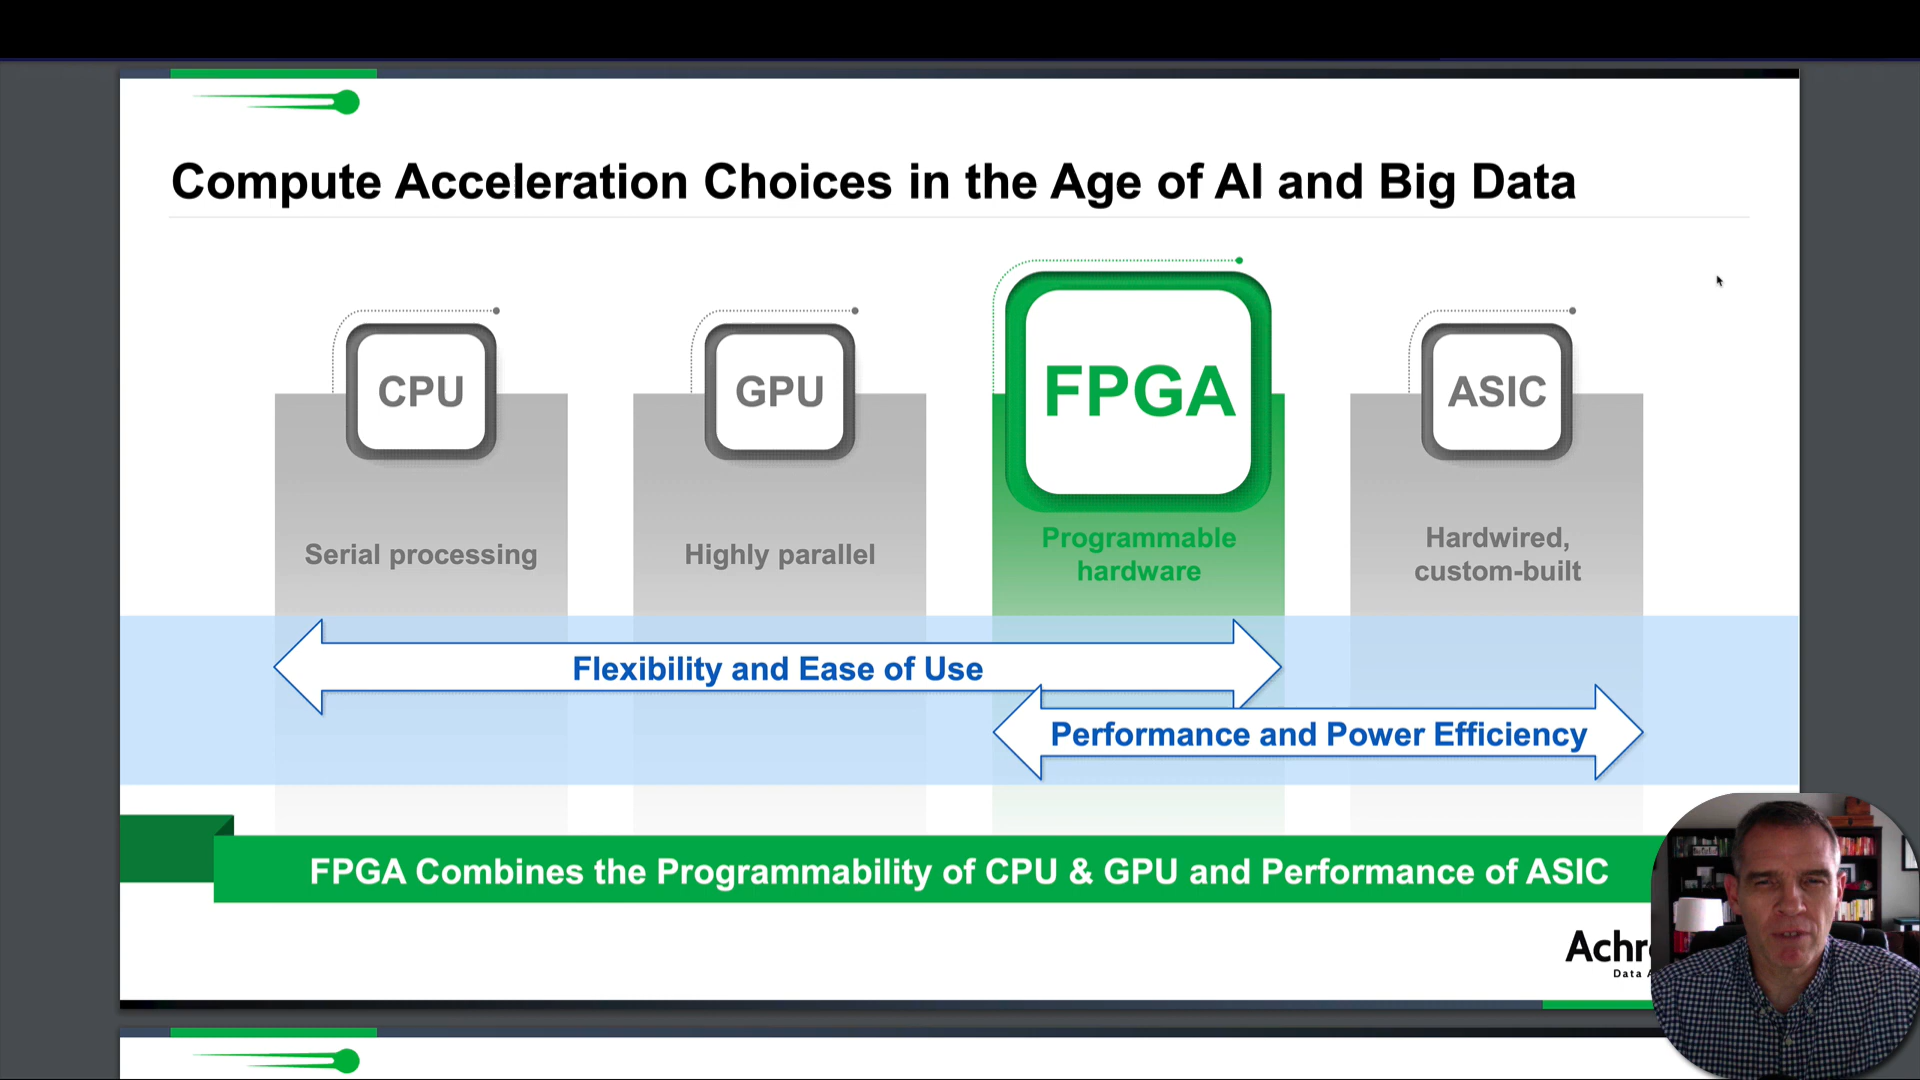 Compute Acceleration Choices in the Age of AI and Big Data
CPU
GPU
FPGA
ASIC
Serial processing
Highly parallel
Programmable
hardware
Hardwired,
custom-built
Flexibility and Ease of Use
Performance and Power Efficiency
FPGA Combines the Programmability of CPU & GPU and Performance of ASIC
Data